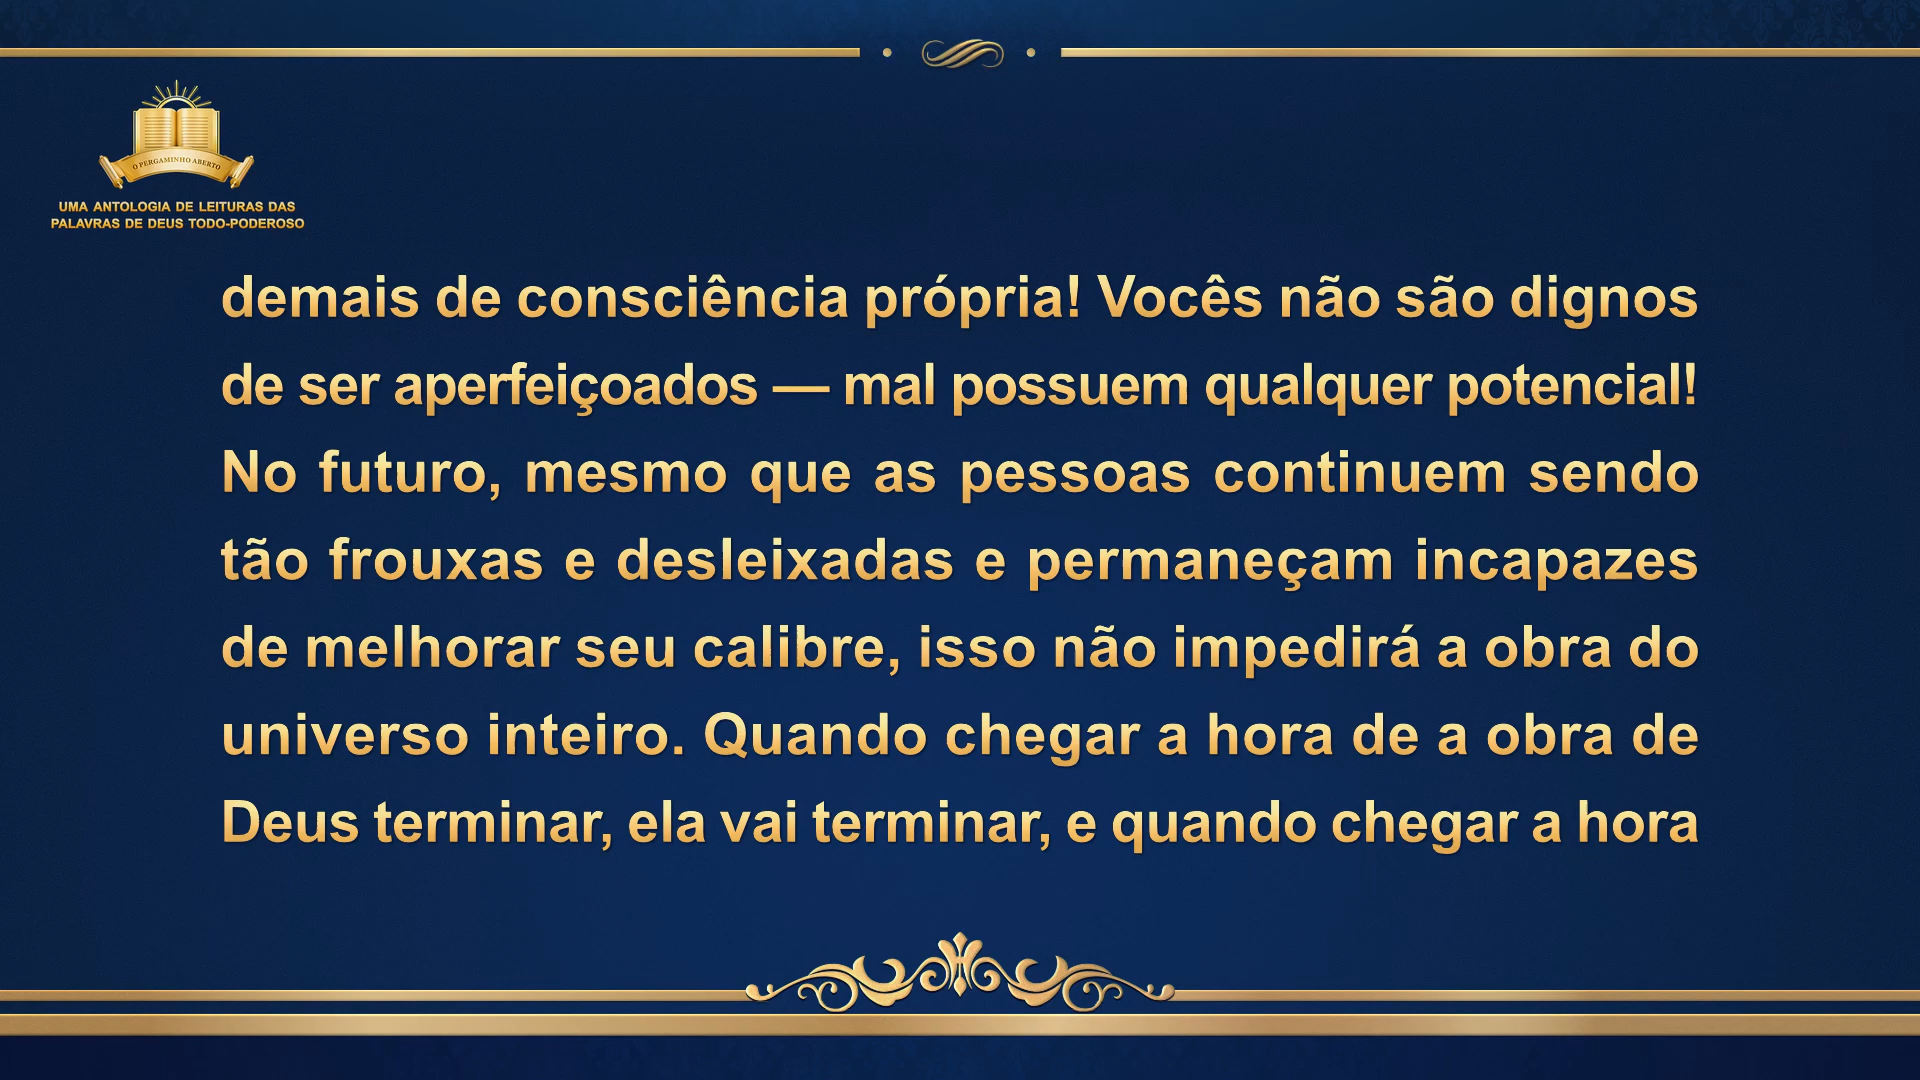 O PERGAMINHO ABERTO
UMA ANTOLOGIA DE LEITURAS DAS
PALAVRAS DE DEUS TODO-PODEROSO
demais de consciência própria! Vocês não são dignos
de ser aperfeiçoados — mal possuem qualquer potencial!
No futuro, mesmo que as pessoas continuem sendo
tão frouxas e desleixadas e permaneçam incapazes
de melhorar seu calibre, isso não impedirá a obra do
universo inteiro. Quando chegar a hora de a obra de
Deus terminar, ela vai terminar, e quando chegar a hora